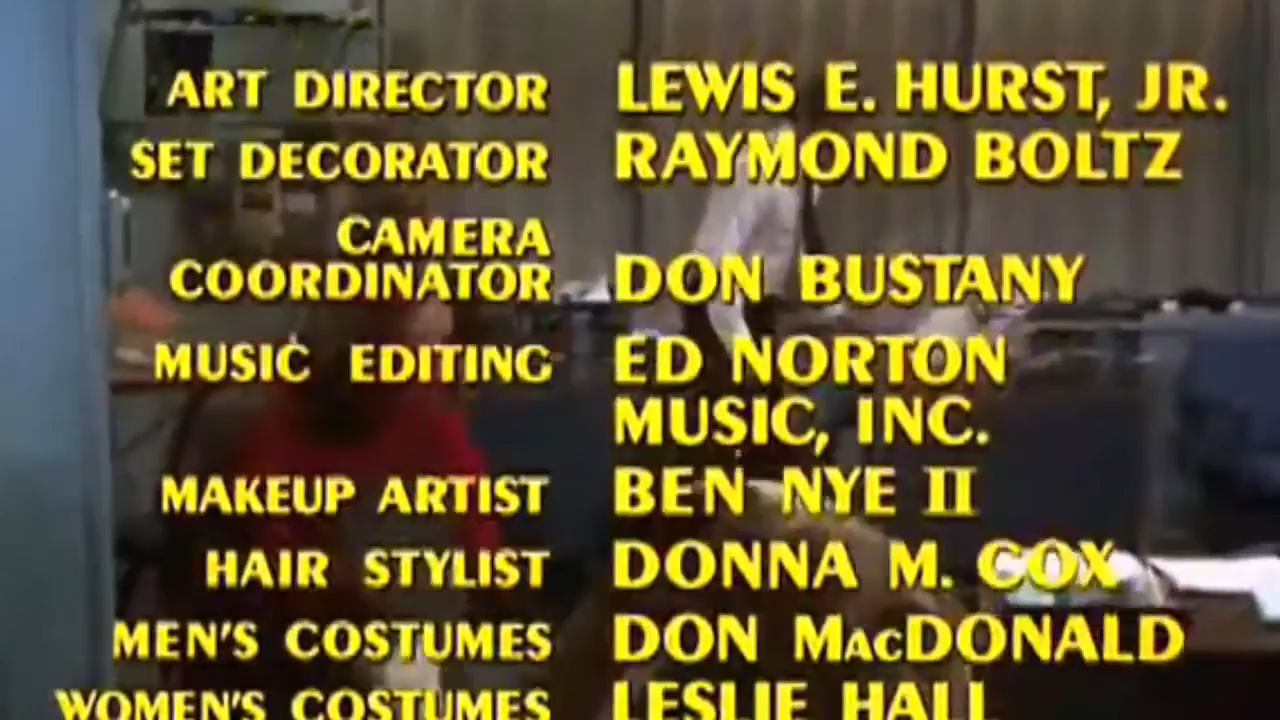 ART DIRECTOR LEWIS E. HURST, JR.
SET DECORATOR RAYMOND BOLTZ
CAMERA
COORDINATOR DON BUSTANY
MUSIC EDITING ED NORTON
MUSIC, INC.
MAKEUP ARTIST BEN NYE II
HAIR STYLIST DONNA M. COX
MEN'S COSTUMES DON MacDONALD
WOMEN'S COSTUMES LESLIE HALL